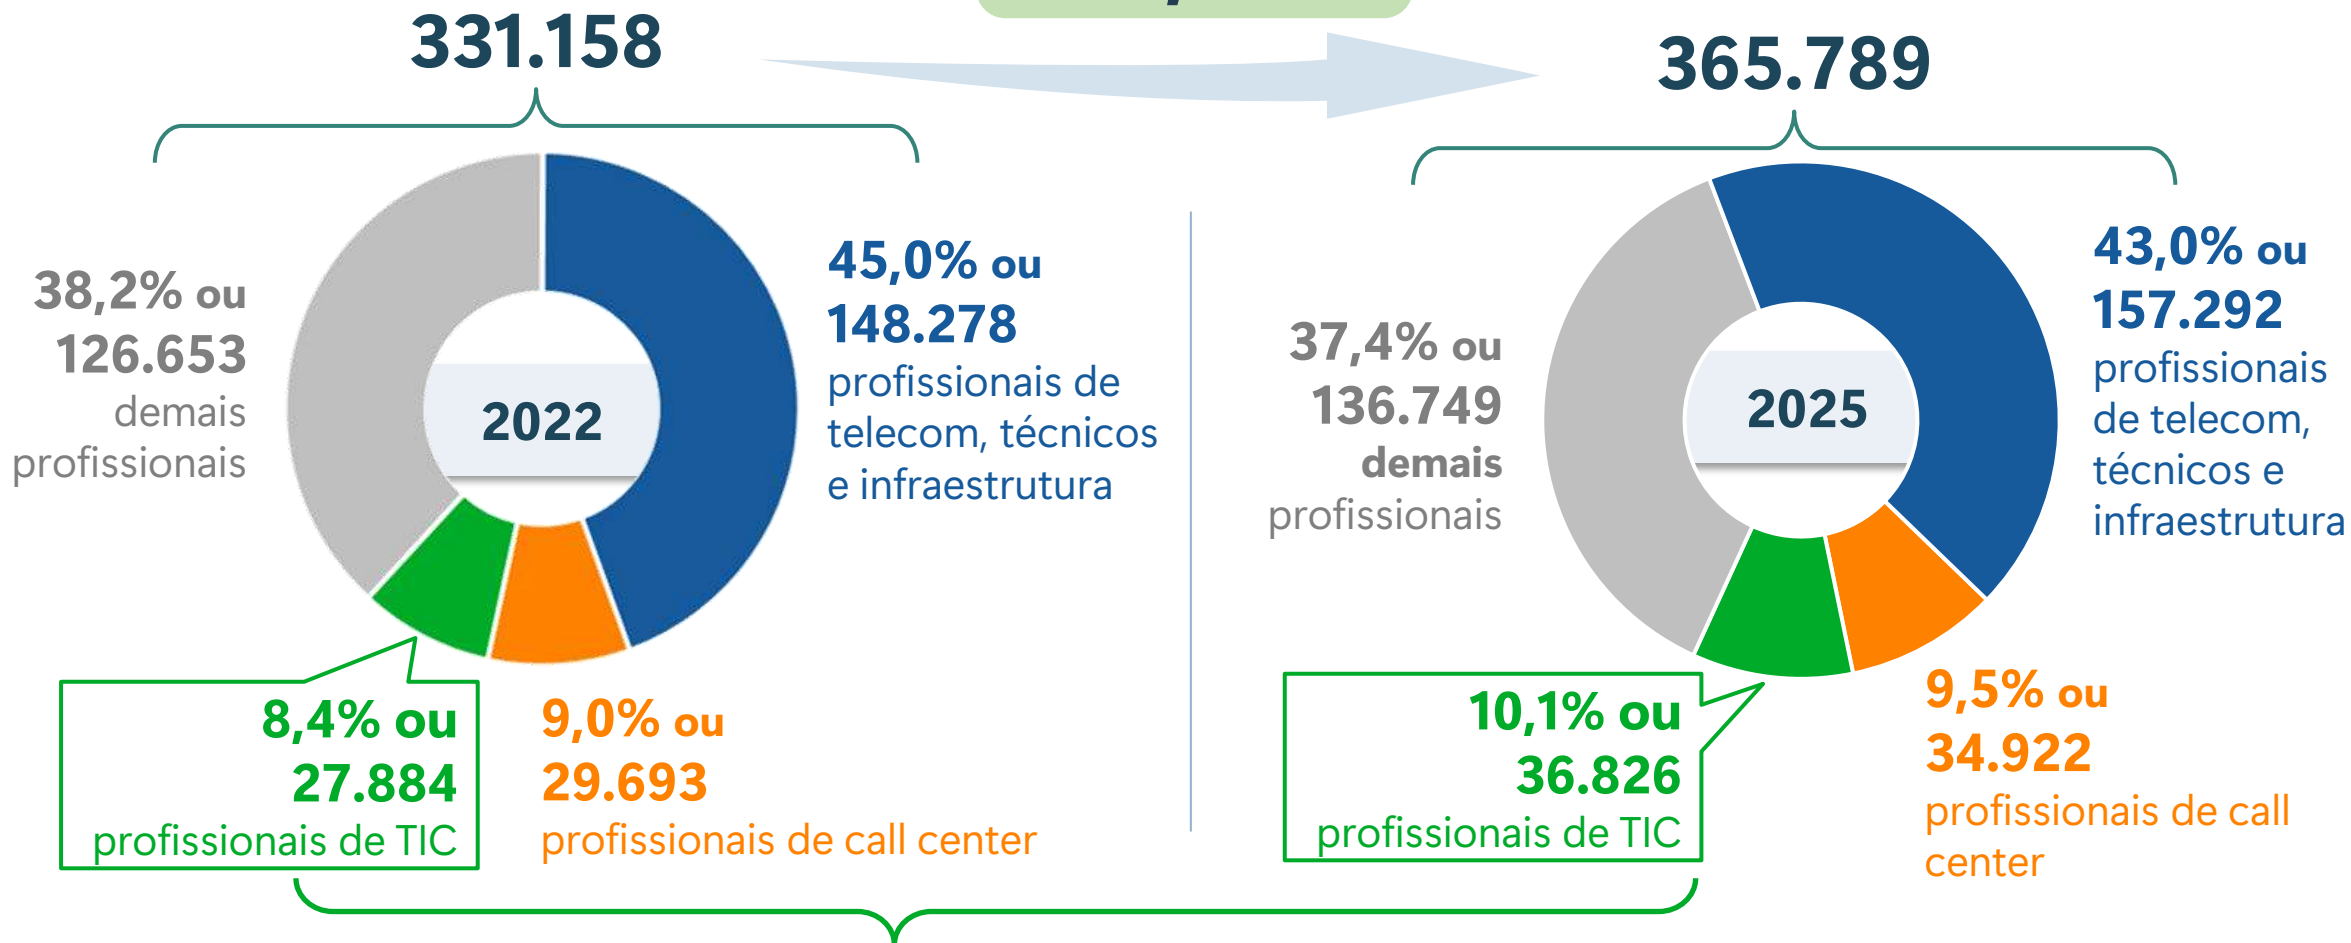 331.158
365.789
38,2% ou
126.653
demais
profissionais
2022
45,0% ou
148.278
profissionais de
telecom, técnicos
e infraestrutura
8,4% ou
27.884
profissionais de TIC
9,0% ou
29.693
profissionais de call center
37,4% ou
136.749
demais
profissionais
2025
43,0% ou
157.292
profissionais
de telecom,
técnicos e
infraestrutura
10,1% ou
36.826
profissionais de TIC
9,5% ou
34.922
profissionais de call
center